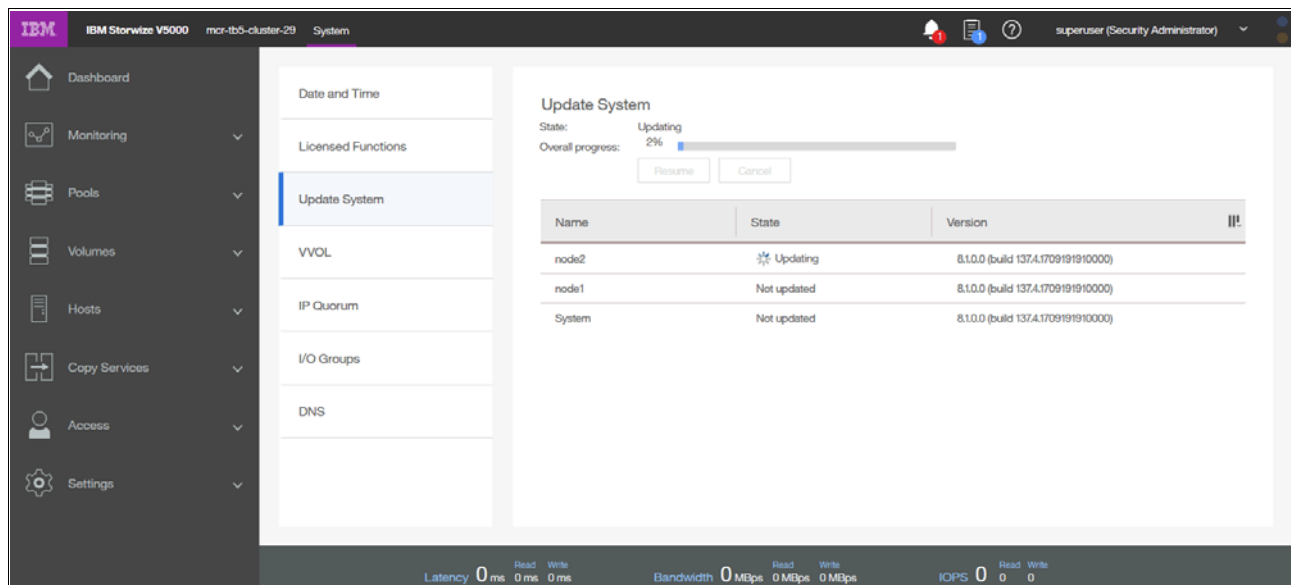 IBM IBM Storwize V5000 mcr-tb5-cluster-29 System 1 1 ? superuser (Security Administrator)
Dashboard
Monitoring
Pools
Volumes
Hosts
Copy Services
Access
Settings
Date and Time
Licensed Functions
Update System
VVOL
IP Quorum
I/O Groups
DNS
Update System
State: Updating
Overall progress: 2%
Resume Cancel
Name State Version
node2 Updating 8.1.0.0 (build 137.4.1709191910000)
node1 Not updated 8.1.0.0 (build 137.4.1709191910000)
System Not updated 8.1.0.0 (build 137.4.1709191910000)
Latency 0 ms Read 0 ms Write 0 ms Bandwidth 0 MBps Read 0 MBps Write 0 MBps IOPS 0 Read 0 Write 0